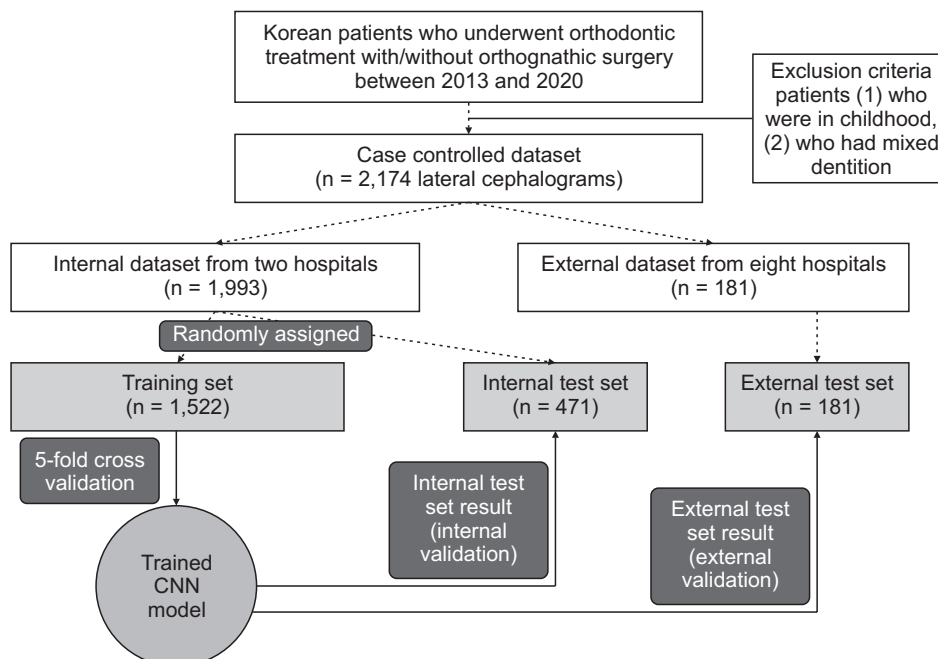 Korean patients who underwent orthodontic
treatment with/without orthognathic surgery
between 2013 and 2020
Exclusion criteria
patients (1) who
were in childhood,
(2) who had mixed
dentition
Case controlled dataset
(n = 2,174 lateral cephalograms)
Internal dataset from two hospitals
(n = 1,993)
External dataset from eight hospitals
(n = 181)
Randomly assigned
Training set
(n = 1,522)
Internal test set
(n = 471)
External test set
(n = 181)
5-fold cross
validation
Internal test
set result
(internal
validation)
External test
set result
(external
validation)
Trained
CNN
model